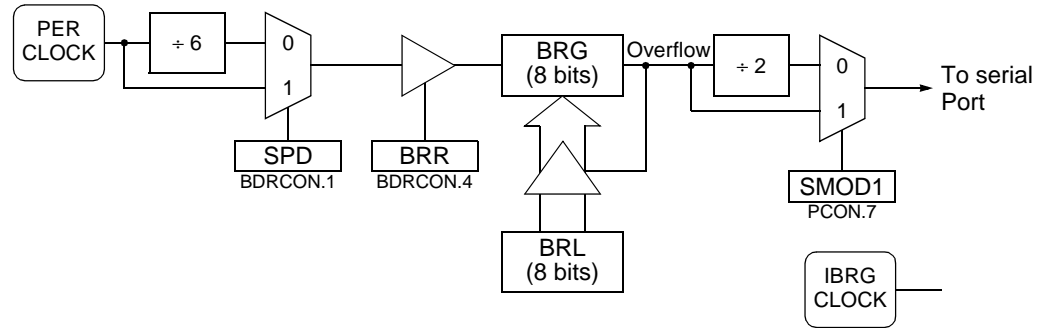 PER
CLOCK
÷ 6
0
1
SPD
BDRCON.1
BRR
BDRCON.4
BRG
(8 bits)
Overflow
BRL
(8 bits)
÷ 2
0
1
To serial
Port
SMOD1
PCON.7
IBRG
CLOCK